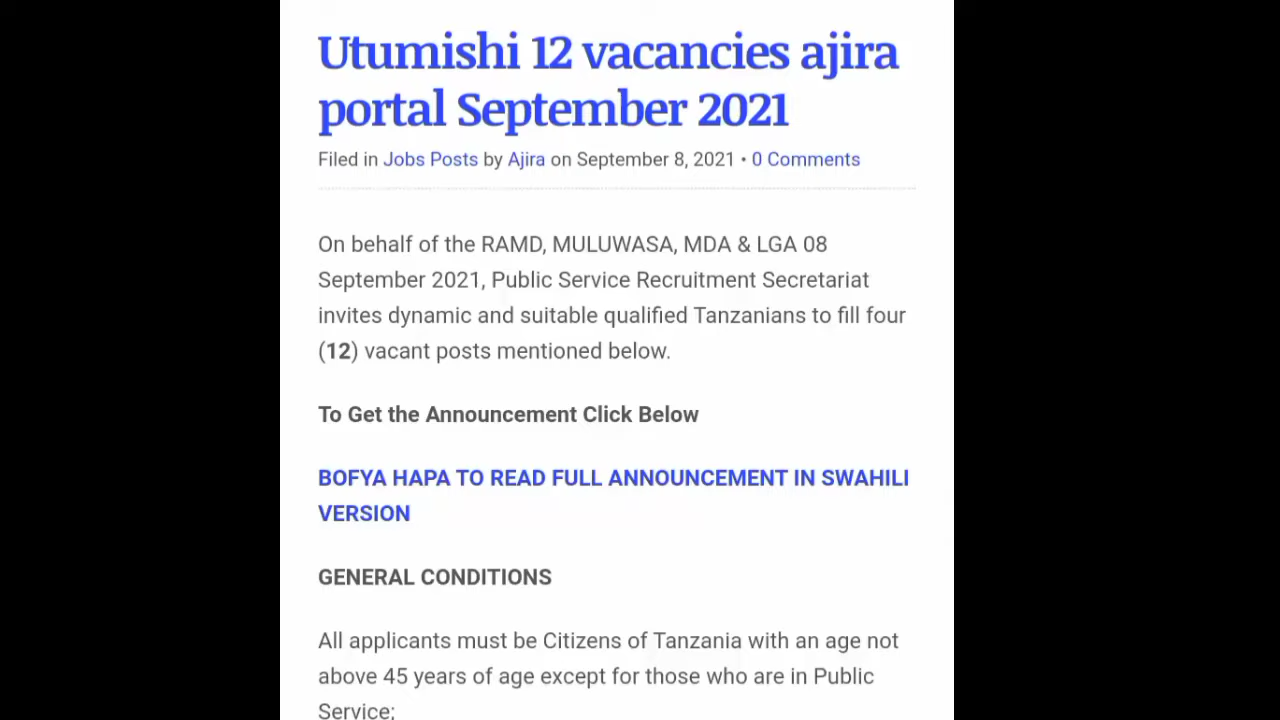 Utumishi 12 vacancies ajira
portal September 2021
Filed in Jobs Posts by Ajira on September 8, 2021 • 0 Comments
On behalf of the RAMD, MULUWASA, MDA & LGA 08
September 2021, Public Service Recruitment Secretariat
invites dynamic and suitable qualified Tanzanians to fill four
(12) vacant posts mentioned below.
To Get the Announcement Click Below
BOFYA HAPA TO READ FULL ANNOUNCEMENT IN SWAHILI
VERSION
GENERAL CONDITIONS
All applicants must be Citizens of Tanzania with an age not
above 45 years of age except for those who are in Public
Service;